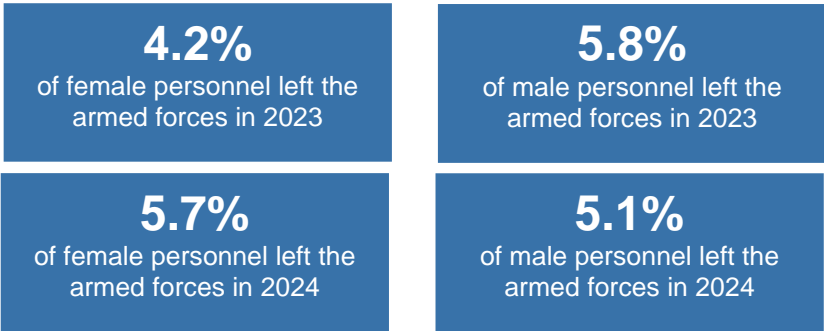 4.2%
of female personnel left the
armed forces in 2023
5.8%
of male personnel left the
armed forces in 2023
5.7%
of female personnel left the
armed forces in 2024
5.1%
of male personnel left the
armed forces in 2024